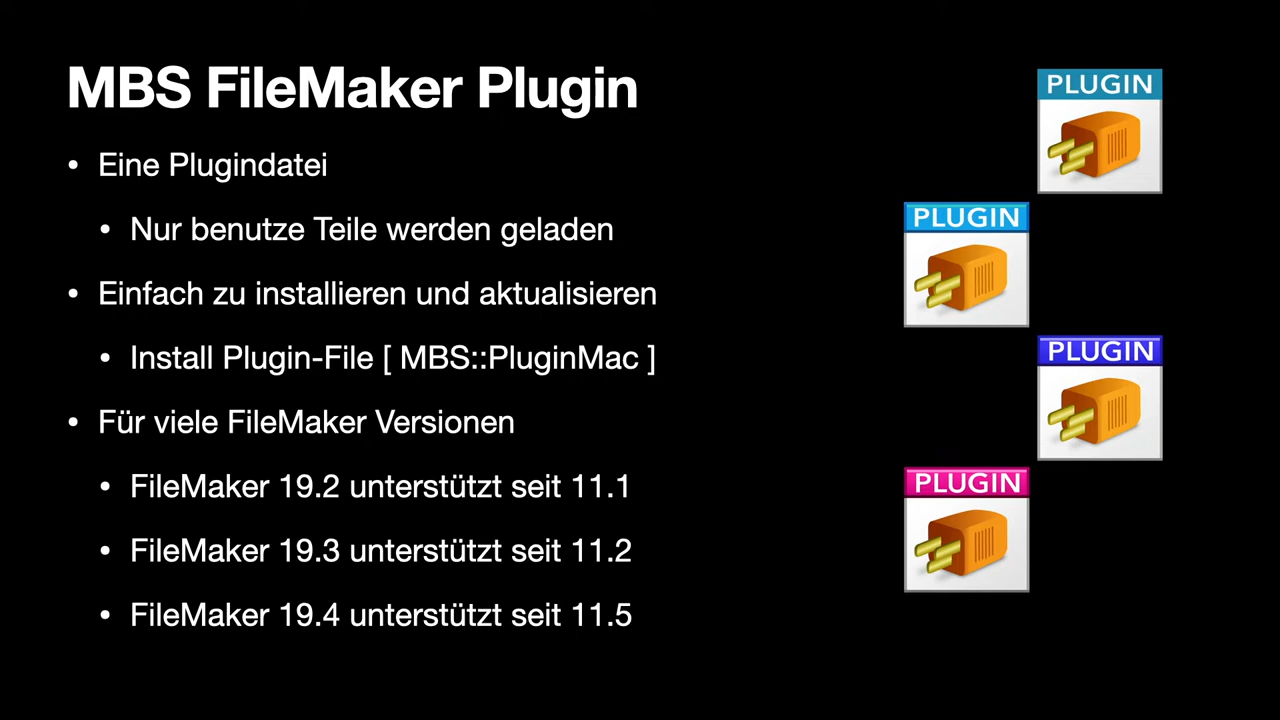 MBS FileMaker Plugin
• Eine Plugindatei
• Nur benutze Teile werden geladen
• Einfach zu installieren und aktualisieren
• Install Plugin-File [ MBS::PluginMac ]
• Für viele FileMaker Versionen
• FileMaker 19.2 unterstützt seit 11.1
• FileMaker 19.3 unterstützt seit 11.2
• FileMaker 19.4 unterstützt seit 11.5
PLUGIN
PLUGIN
PLUGIN
PLUGIN